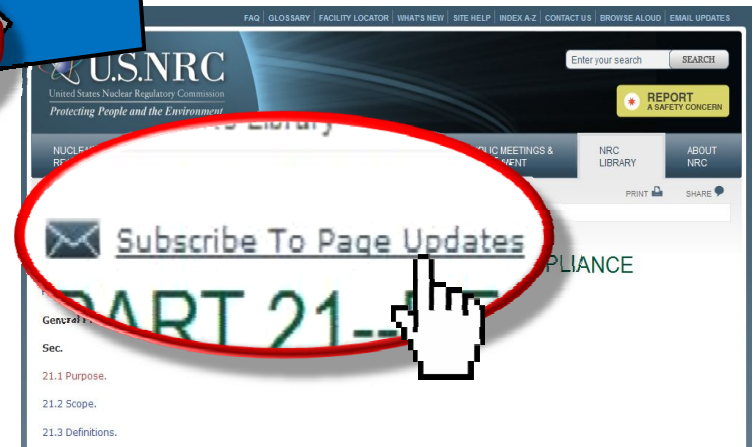 FAQ GLOSSARY FACILITY LOCATOR WHAT'S NEW SITE HELP INDEX A-Z CONTACT US BROWSE ALOUD EMAIL UPDATES
U.S.NRC
United States Nuclear Regulatory Commission
Protecting People and the Environment
Enter your search SEARCH
REPORT
A SAFETY CONCERN
Library
MEETINGS &
NRC
LIBRARY
ABOUT
NRC
PRINT SHARE
Subscribe To Page Updates
PART 21--
PLIANCE
General
Sec.
21.1 Purpose.
21.2 Scope.
21.3 Definitions.